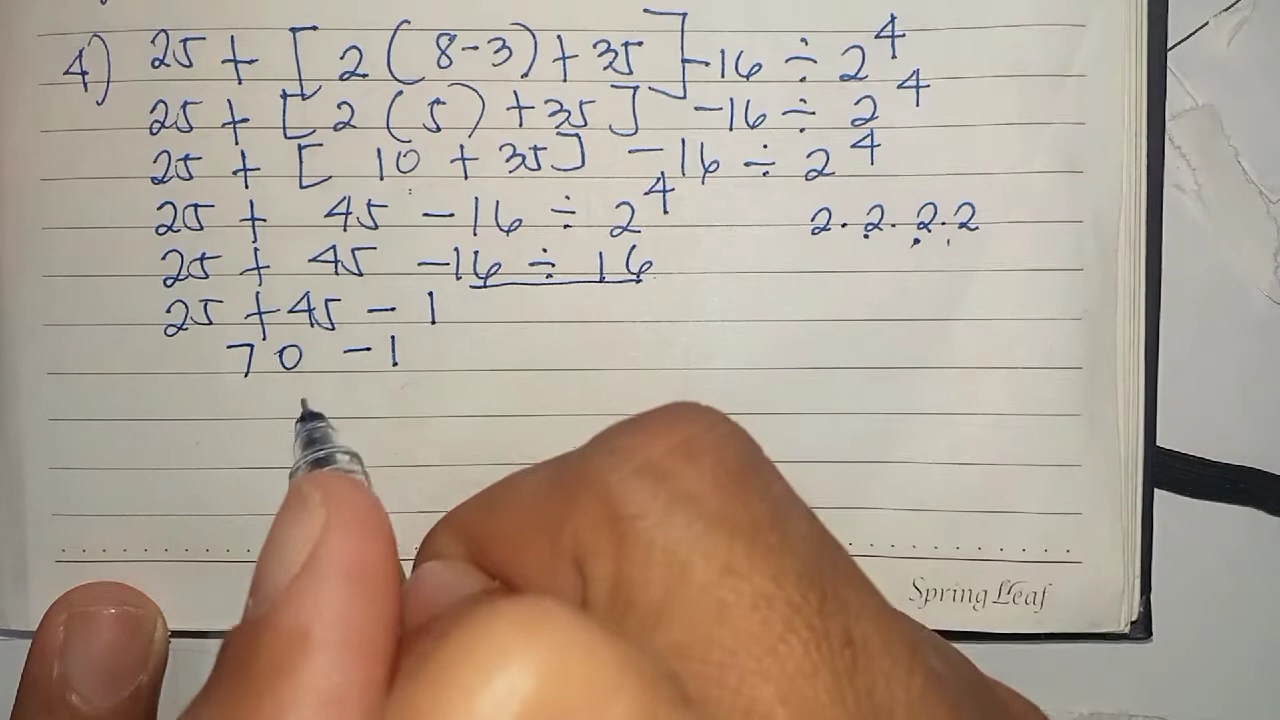 4) 25 + [ 2 ( 8 - 3 ) + 35 ] - 16 ÷ 2⁴
25 + [ 2 ( 5 ) + 35 ] - 16 ÷ 2⁴
25 + [ 10 + 35 ] - 16 ÷ 2⁴
25 + 45 - 16 ÷ 2⁴ 2 · 2 · 2 · 2
25 + 45 - 16 ÷ 16
25 + 45 - 1
70 - 1
Spring Leaf